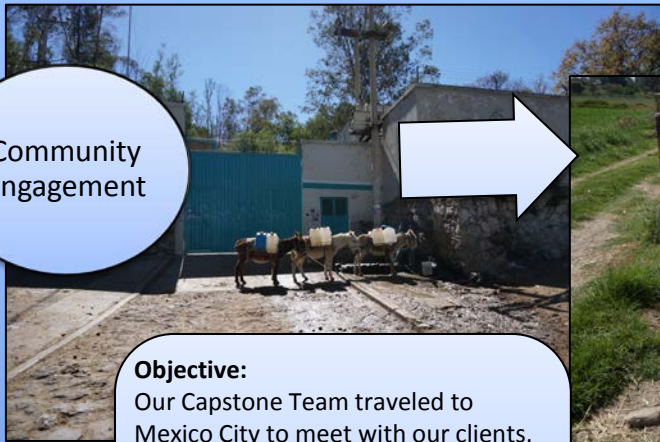 Community
Engagement
Objective:
Our Capstone Team traveled to
Mexico City to meet with our clients.